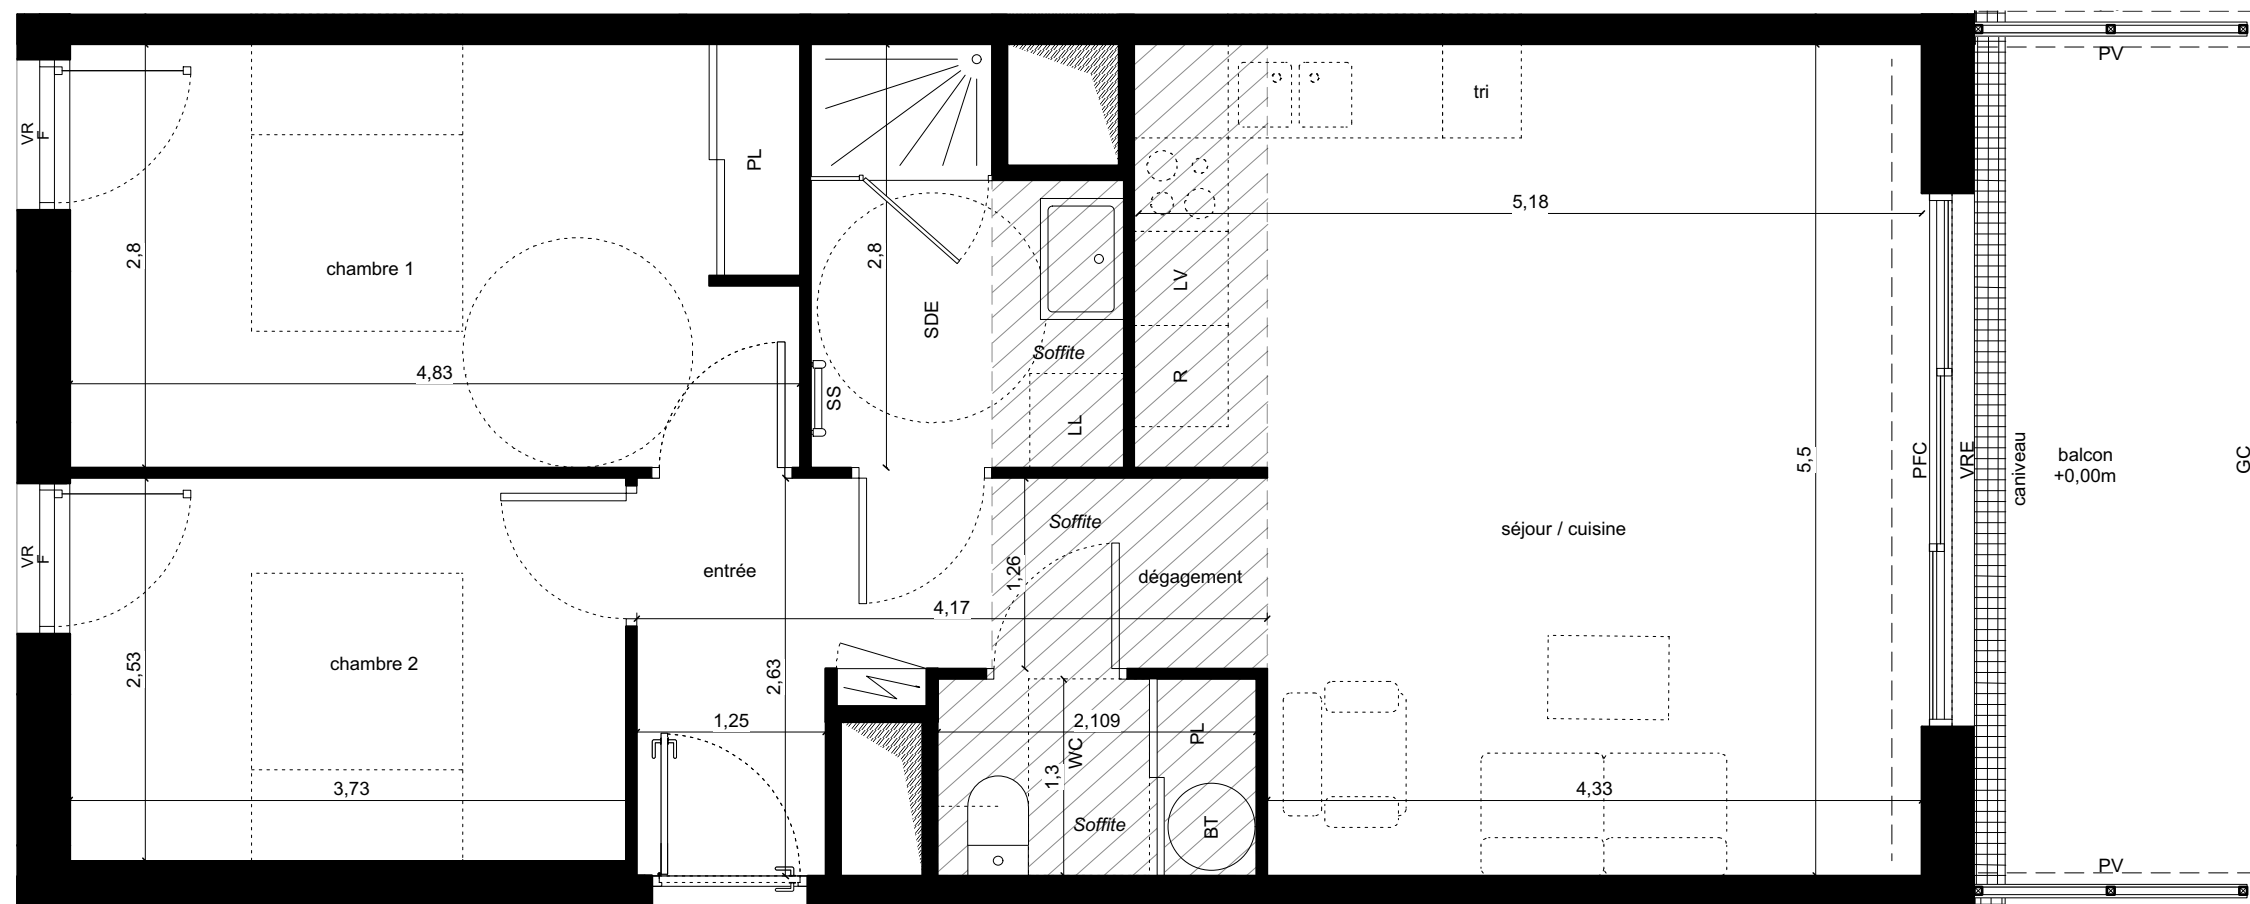 PV
tri
VR
F
PL
5,18
2,8
chambre 1
2,8
LV
SDE
Soffite
R
4,83
SS
LL
5,5
PFC
VRE
caniveau
balcon
+0,00m
GC
Soffite
séjour / cuisine
VR
F
entrée
1,26
dégagement
4,17
chambre 2
2,53
2,63
1,25
2,109
WC
PL
1,3
3,73
4,33
Soffite
BT
PV